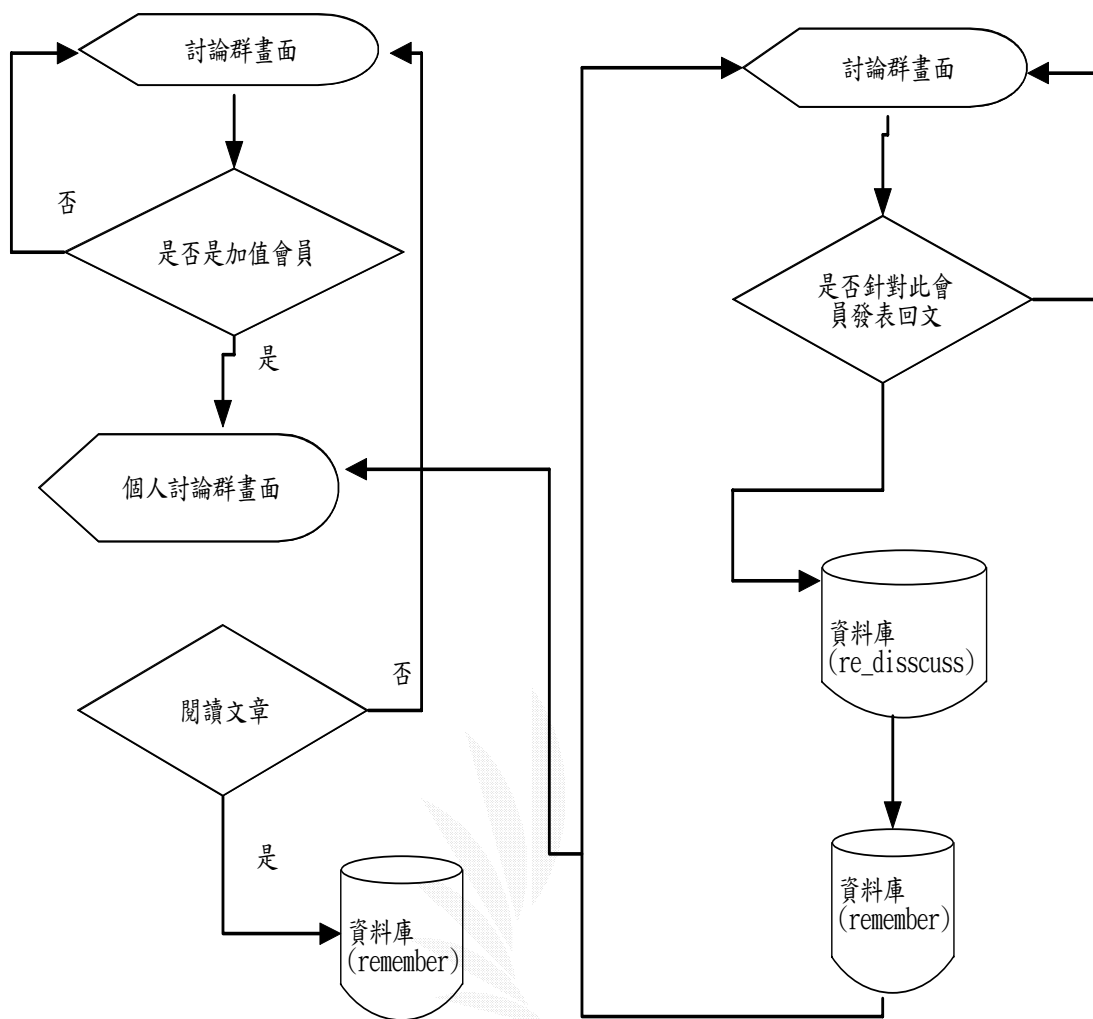 討論群畫面
否
是否是加值會員
是
個人討論群畫面
閱讀文章
否
是
資料庫
(remember)
討論群畫面
是否針對此會
員發表回文
資料庫
(re_disscuss)
資料庫
(remember)